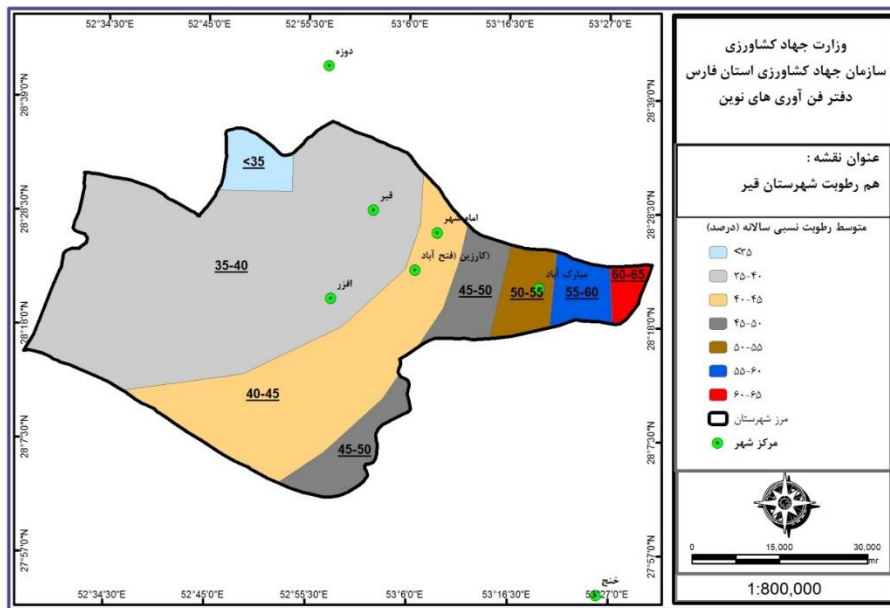 52°34'30"E 52°45'0"E 52°55'30"E 53°6'0"E 53°16'30"E 53°27'0"E
28°39'0"N 28°39'0"N
28°28'30"N 28°28'30"N
28°18'0"N 28°18'0"N
28°7'30"N 28°7'30"N
27°57'0"N 27°57'0"N
دوزه
<35
قیر
امام شهر
35-40
کارزین (فتح آباد)
افزر
مبارک آباد
45-50
50-55
55-60
60-65
40-45
45-50
خنج
52°34'30"E 52°45'0"E 52°55'30"E 53°6'0"E 53°16'30"E 53°27'0"E
وزارت جهاد کشاورزی
سازمان جهاد کشاورزی استان فارس
دفتر فن آوری های نوین
عنوان نقشه :
هم رطوبت شهرستان قیر
متوسط رطوبت نسبی سالانه (درصد)
<۳۵
۳۵-۴۰
۴۰-۴۵
۴۵-۵۰
۵۰-۵۵
۵۵-۶۰
۶۰-۶۵
مرز شهرستان
مرکز شهر
0 15,000 30,000
mr
1:800,000